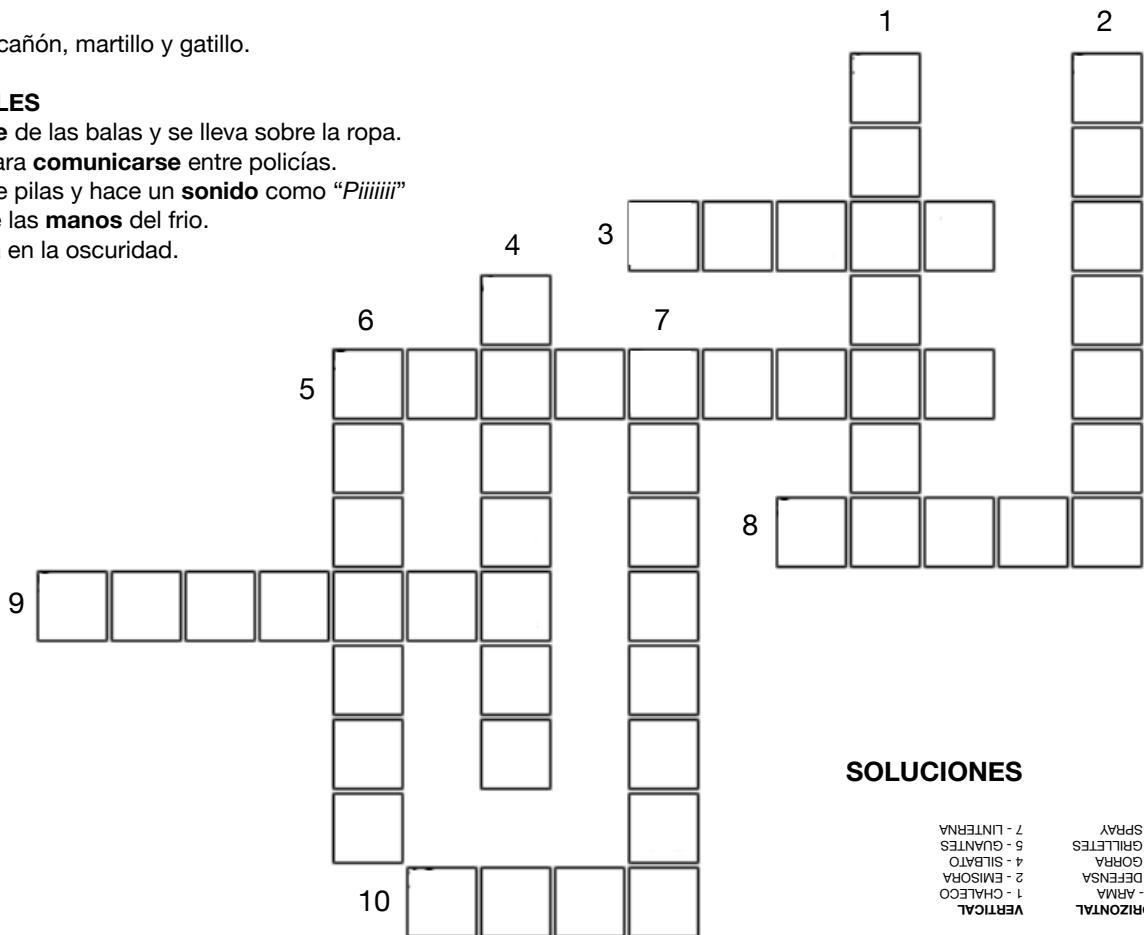 cañón, martillo y gatillo.
LES
e de las balas y se lleva sobre la ropa.
ara comunicarse entre policías.
e pilas y hace un sonido como “Piiiiiii”
e las manos del frio.
en la oscuridad.
1
2
3
4
6
7
5
8
9
10
SOLUCIONES
ORIZONTAL
- ARMA
DEFENSA
GORRA
GRILLETES
SPRAY
VERTICAL
1 - CHALECO
2 - EMISORA
4 - SILBATO
5 - GUANTES
7 - LINTERNA